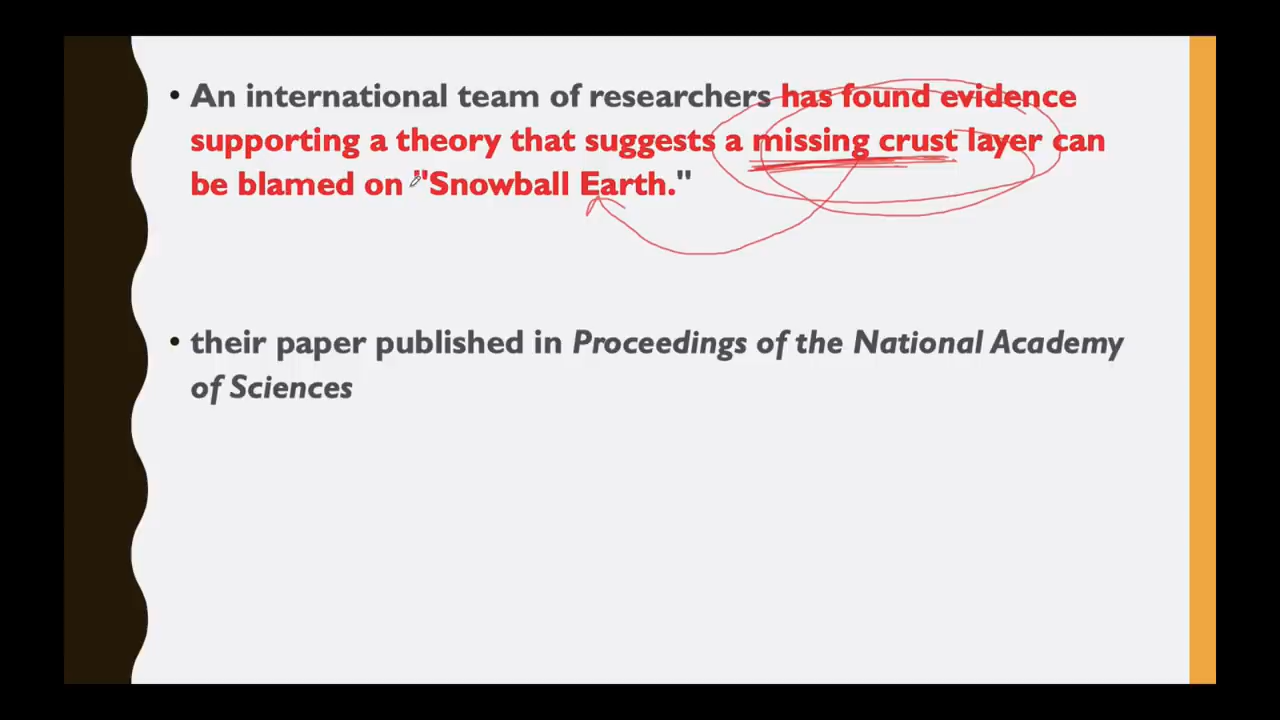 • An international team of researchers has found evidence
supporting a theory that suggests a missing crust layer can
be blamed on "Snowball Earth."
• their paper published in Proceedings of the National Academy
of Sciences